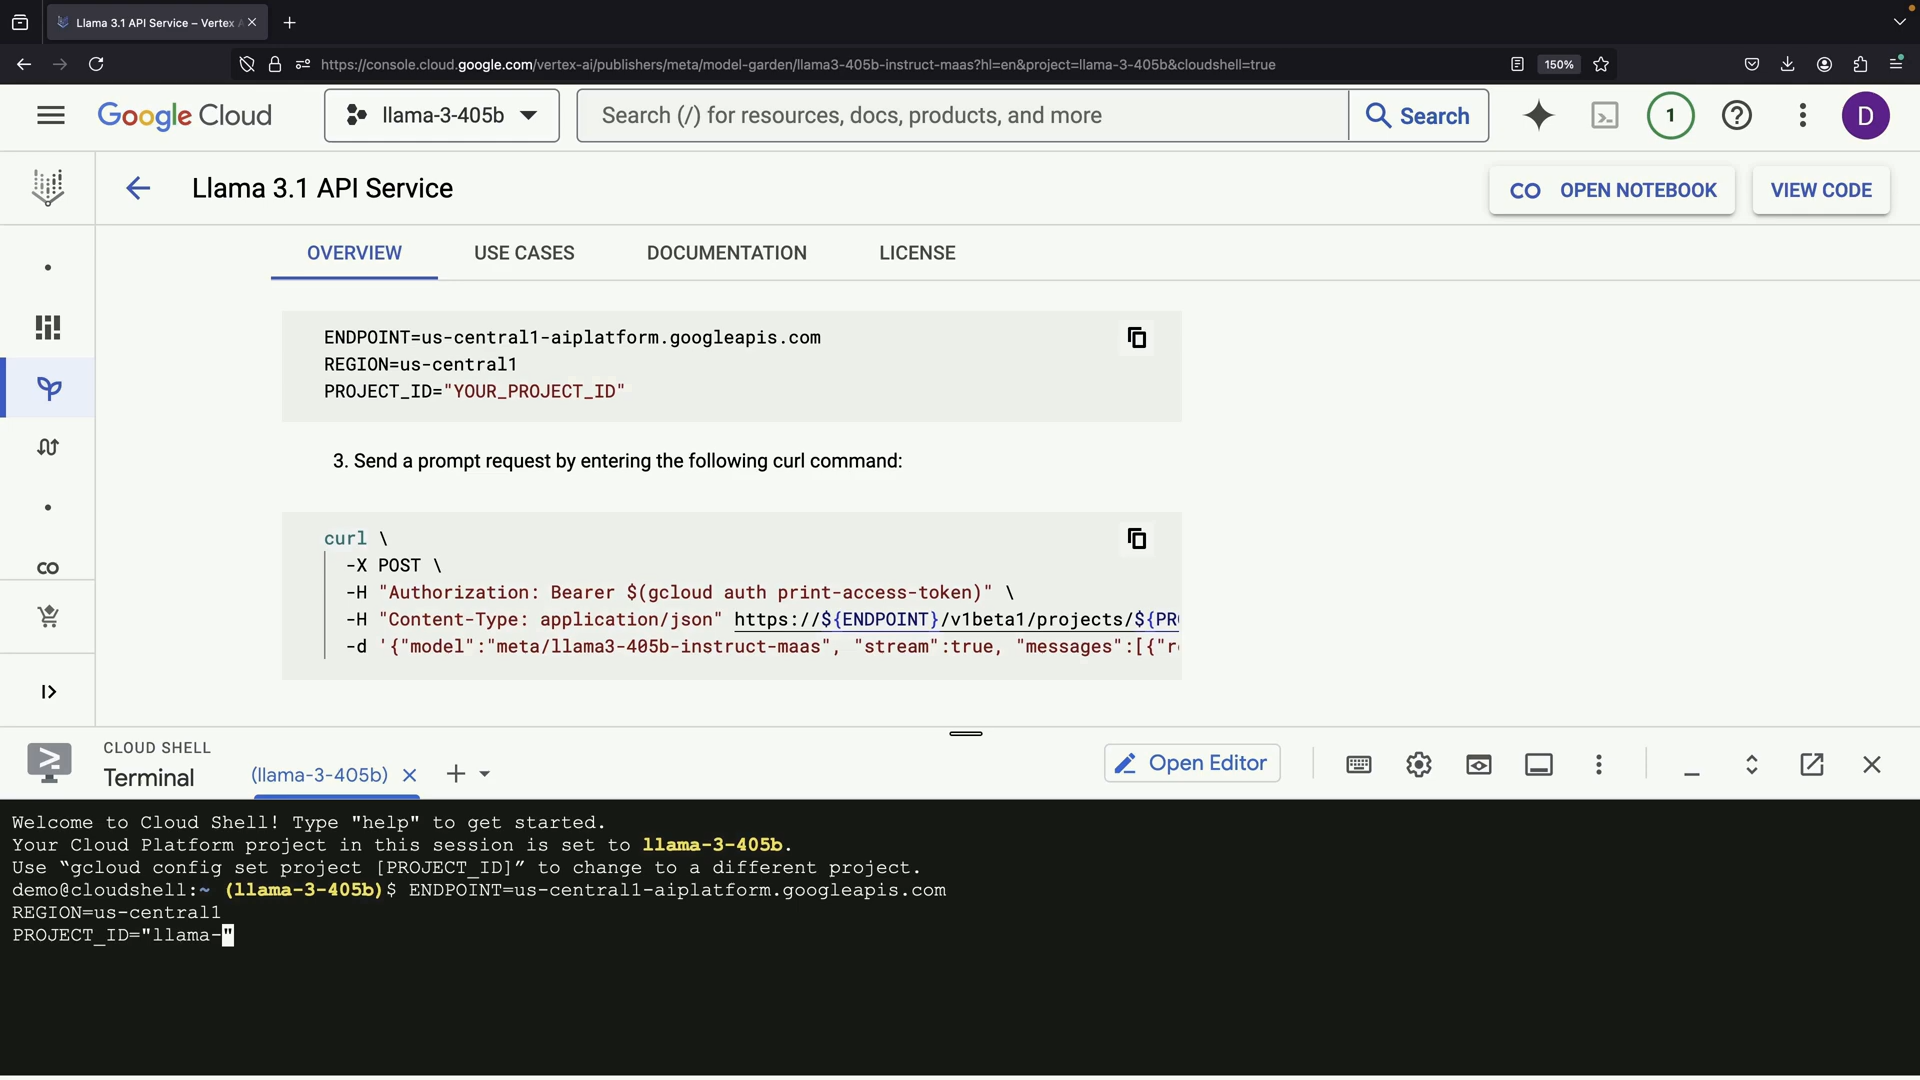 Llama 3.1 API Service – Vertex A
https://console.cloud.google.com/vertex-ai/publishers/meta/model-garden/llama3-405b-instruct-maas?hl=en&project=llama-3-405b&cloudshell=true
150%
Google Cloud
llama-3-405b
Search (/) for resources, docs, products, and more
Search
1
D
Llama 3.1 API Service
OPEN NOTEBOOK
VIEW CODE
OVERVIEW
USE CASES
DOCUMENTATION
LICENSE
ENDPOINT=us-central1-aiplatform.googleapis.com
REGION=us-central1
PROJECT_ID="YOUR_PROJECT_ID"
3. Send a prompt request by entering the following curl command:
curl \
-X POST \
-H "Authorization: Bearer $(gcloud auth print-access-token)" \
-H "Content-Type: application/json" https://${ENDPOINT}/v1beta1/projects/${PR
-d '{"model":"meta/llama3-405b-instruct-maas", "stream":true, "messages":[{"r
CLOUD SHELL
Terminal
(llama-3-405b)
Open Editor
Welcome to Cloud Shell! Type "help" to get started.
Your Cloud Platform project in this session is set to llama-3-405b.
Use “gcloud config set project [PROJECT_ID]” to change to a different project.
demo@cloudshell:~ (llama-3-405b)$ ENDPOINT=us-central1-aiplatform.googleapis.com
REGION=us-central1
PROJECT_ID="llama-"